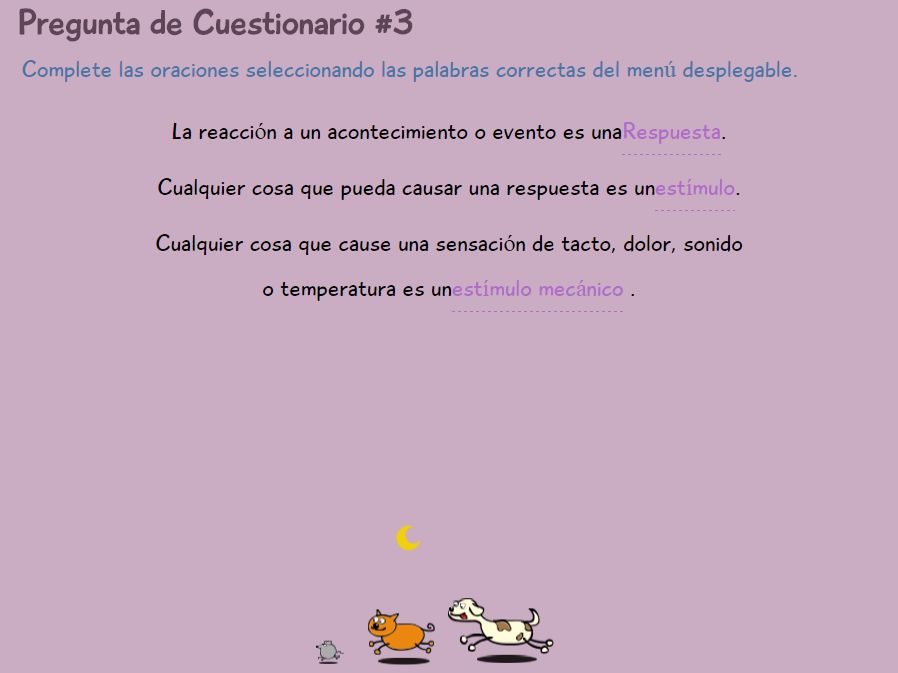 Pregunta de Cuestionario #3
Complete las oraciones seleccionando las palabras correctas del menú desplegable.
La reacción a un acontecimiento o evento es unaRespuesta.
Cualquier cosa que pueda causar una respuesta es unestímulo.
Cualquier cosa que cause una sensación de tacto, dolor, sonido
o temperatura es unestímulo mecánico .